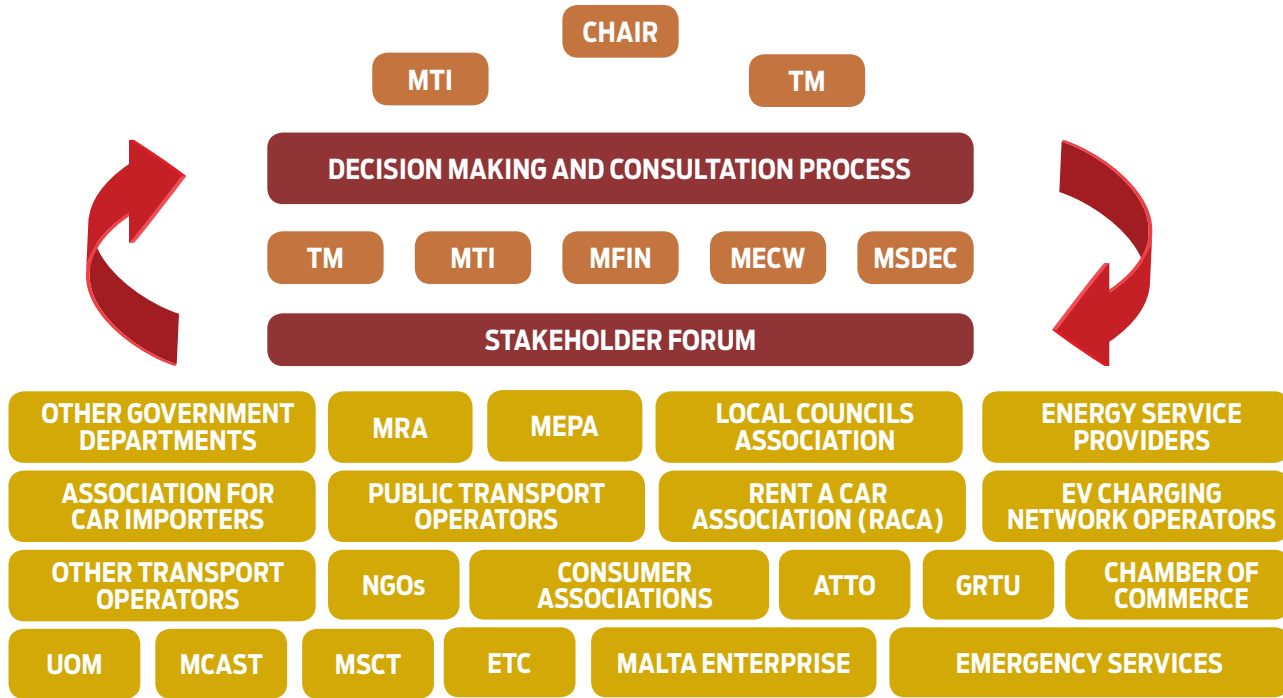 CHAIR
MTI
TM
DECISION MAKING AND CONSULTATION PROCESS
TM
MTI
MFIN
MECW
MSDEC
STAKEHOLDER FORUM
OTHER GOVERNMENT
DEPARTMENTS
MRA
MEPA
LOCAL COUNCILS
ASSOCIATION
ENERGY SERVICE
PROVIDERS
ASSOCIATION FOR
CAR IMPORTERS
PUBLIC TRANSPORT
OPERATORS
RENT A CAR
ASSOCIATION (RACA)
EV CHARGING
NETWORK OPERATORS
OTHER TRANSPORT
OPERATORS
NGOs
CONSUMER
ASSOCIATIONS
ATTO
GRTU
CHAMBER OF
COMMERCE
UOM
MCAST
MSCT
ETC
MALTA ENTERPRISE
EMERGENCY SERVICES